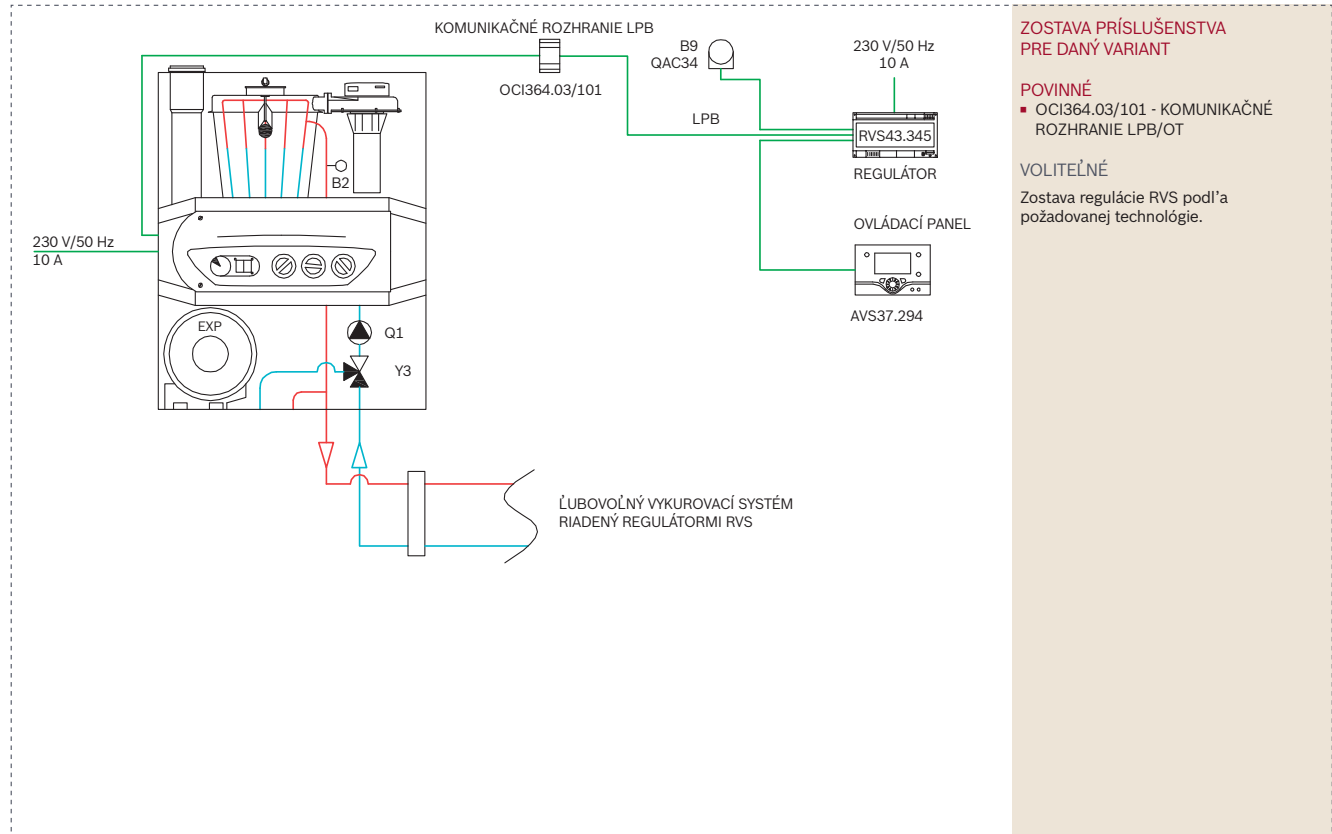 KOMUNIKAČNÉ ROZHRANIE LPB
OCI364.03/101
B9
QAC34
230 V/50 Hz
10 A
LPB
RVS43.345
REGULÁTOR
B2
230 V/50 Hz
10 A
OVLÁDACÍ PANEL
AVS37.294
EXP
Q1
Y3
ĽUBOVOĽNÝ VYKUROVACÍ SYSTÉM
RIADENÝ REGULÁTORMI RVS
ZOSTAVA PRÍSLUŠENSTVA
PRE DANÝ VARIANT
POVINNÉ
▪ OCI364.03/101 - KOMUNIKAČNÉ
ROZHRANIE LPB/OT
VOLITEĽNÉ
Zostava regulácie RVS podľa
požadovanej technológie.